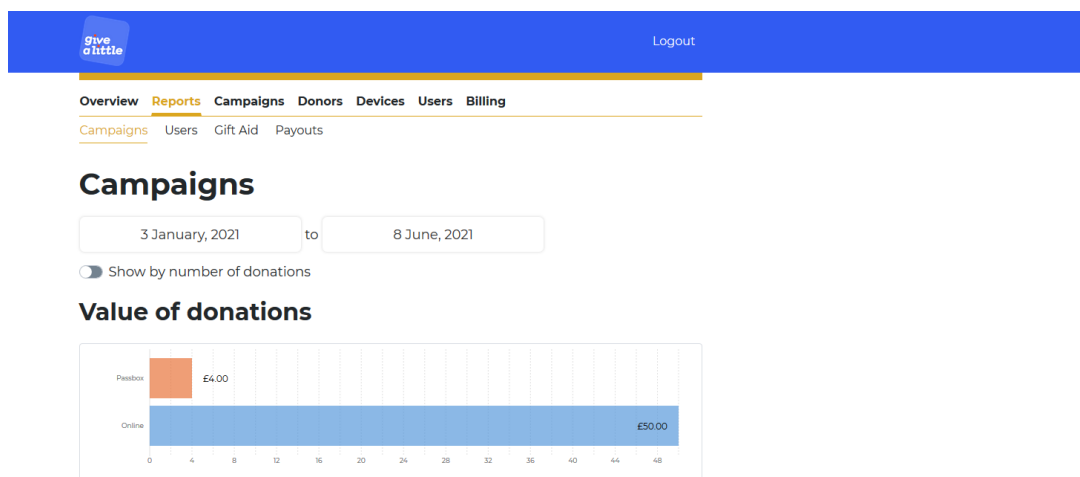 give
alittle
Logout
Overview Reports Campaigns Donors Devices Users Billing
Campaigns Users Gift Aid Payouts
Campaigns
3 January, 2021 to 8 June, 2021
Show by number of donations
Value of donations
Passbox £4.00
Online £50.00
0 4 8 12 16 20 24 28 32 36 40 44 48